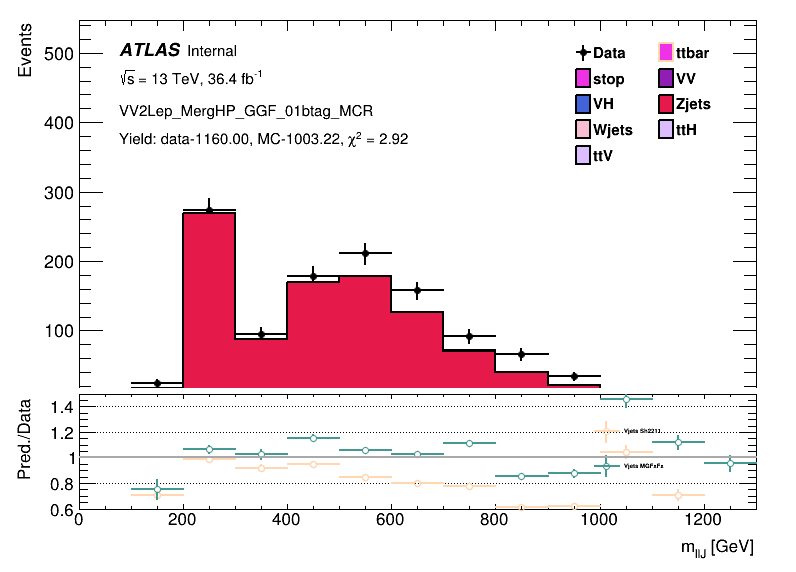 Events
500
400
300
200
100
ATLAS Internal
√s = 13 TeV, 36.4 fb⁻¹
VV2Lep_MergHP_GGF_01btag_MCR
Yield: data-1160.00, MC-1003.22, χ² = 2.92
Data
ttbar
stop
VV
VH
Zjets
Wjets
ttH
ttV
Pred./Data
1.4
1.2
1
0.8
0.6
Vjets Sh2211
Vjets MGFxFx
0 200 400 600 800 1000 1200
m_llJ [GeV]